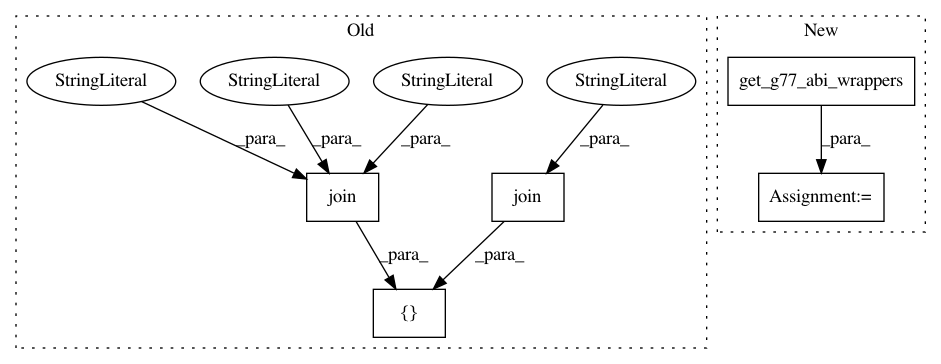 Old
New
StringLiteral
StringLiteral
StringLiteral
StringLiteral
get_g77_abi_wrappers
_para_
_para_
_para_
_para_
_para_
join
join
Assignment:=
_para_
_para_
{}